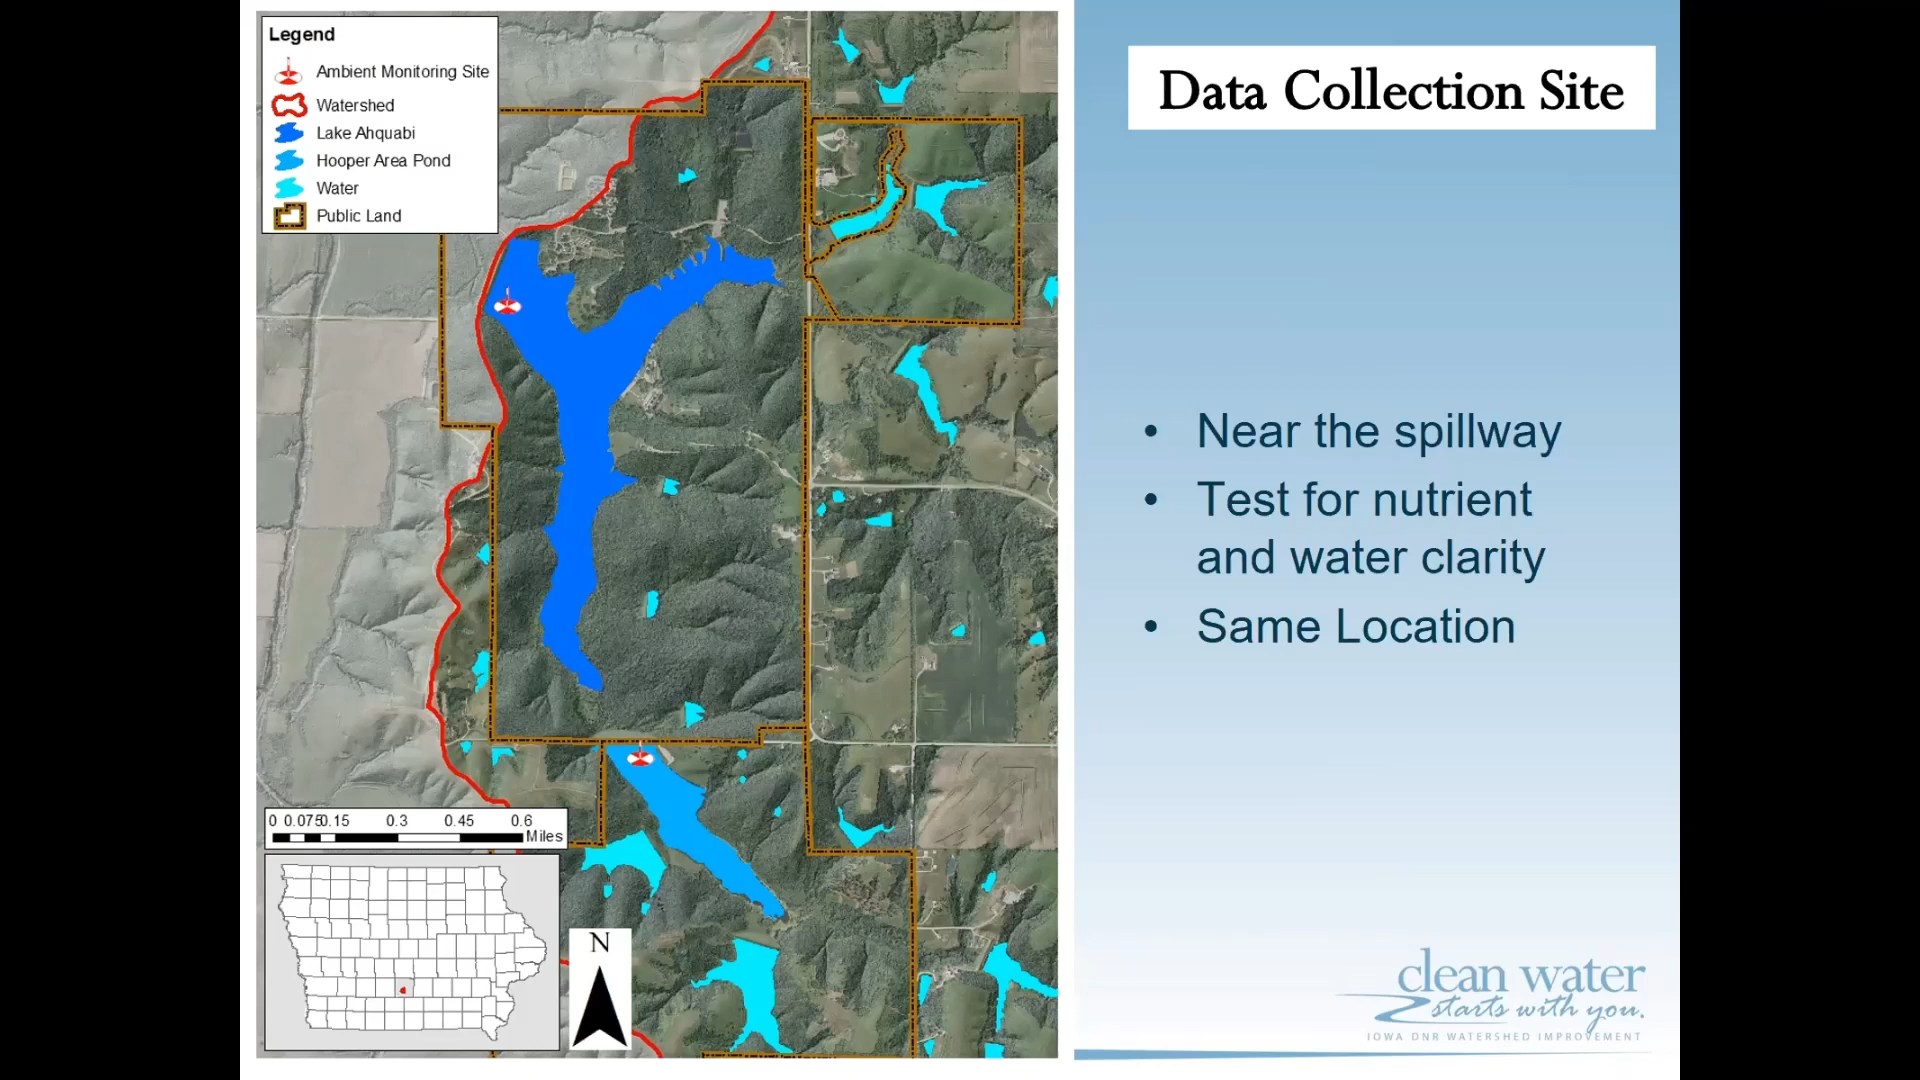 Legend
Ambient Monitoring Site
Watershed
Lake Ahquabi
Hooper Area Pond
Water
Public Land
0 0.075 0.15 0.3 0.45 0.6
Miles
N
Data Collection Site
• Near the spillway
• Test for nutrient
and water clarity
• Same Location
clean water
starts with you.
IOWA DNR WATERSHED IMPROVEMENT